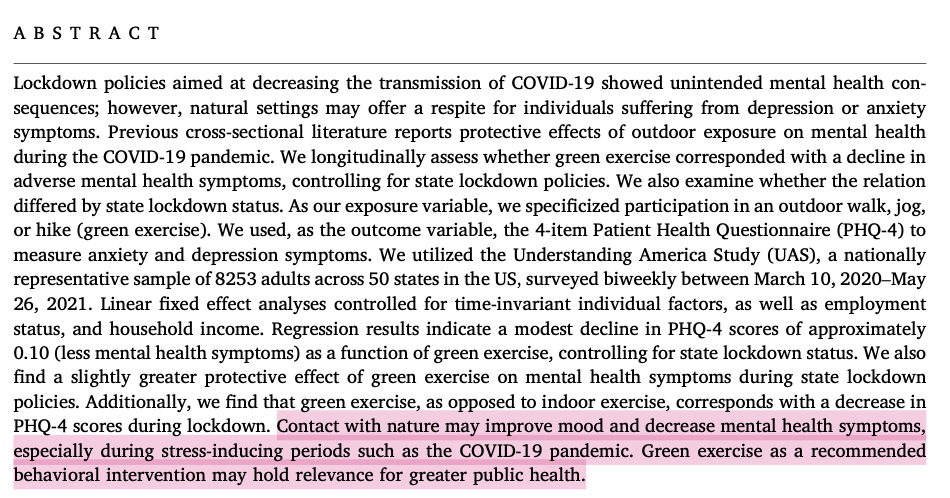 A B S T R A C T
Lockdown policies aimed at decreasing the transmission of COVID-19 showed unintended mental health con-
sequences; however, natural settings may offer a respite for individuals suffering from depression or anxiety
symptoms. Previous cross-sectional literature reports protective effects of outdoor exposure on mental health
during the COVID-19 pandemic. We longitudinally assess whether green exercise corresponded with a decline in
adverse mental health symptoms, controlling for state lockdown policies. We also examine whether the relation
differed by state lockdown status. As our exposure variable, we specificized participation in an outdoor walk, jog,
or hike (green exercise). We used, as the outcome variable, the 4-item Patient Health Questionnaire (PHQ-4) to
measure anxiety and depression symptoms. We utilized the Understanding America Study (UAS), a nationally
representative sample of 8253 adults across 50 states in the US, surveyed biweekly between March 10, 2020–May
26, 2021. Linear fixed effect analyses controlled for time-invariant individual factors, as well as employment
status, and household income. Regression results indicate a modest decline in PHQ-4 scores of approximately
0.10 (less mental health symptoms) as a function of green exercise, controlling for state lockdown status. We also
find a slightly greater protective effect of green exercise on mental health symptoms during state lockdown
policies. Additionally, we find that green exercise, as opposed to indoor exercise, corresponds with a decrease in
PHQ-4 scores during lockdown. Contact with nature may improve mood and decrease mental health symptoms,
especially during stress-inducing periods such as the COVID-19 pandemic. Green exercise as a recommended
behavioral intervention may hold relevance for greater public health.